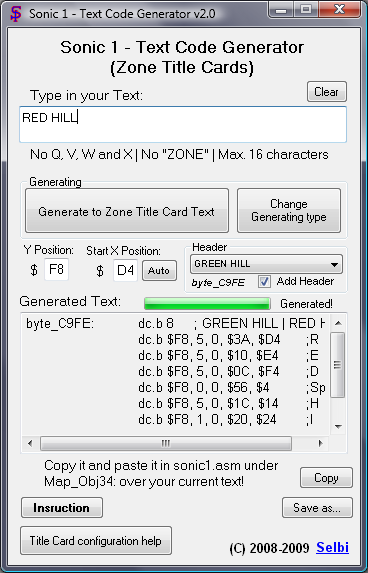 Sonic 1 - Text Code Generator v2.0
Sonic 1 - Text Code Generator
(Zone Title Cards)
Type in your Text:
Clear
RED HILL
No Q, V, W and X | No "ZONE" | Max. 16 characters
Generating
Generate to Zone Title Card Text
Change
Generating type
Y Position:
Start X Position:
$ F8
$ D4
Auto
Header
GREEN HILL
byte_C9FE
Add Header
Generated Text:
Generated!
byte_C9FE: dc.b 8 ; GREEN HILL | RED H
dc.b $F8, 5, 0, $3A, $D4 ;R
dc.b $F8, 5, 0, $10, $E4 ;E
dc.b $F8, 5, 0, $0C, $F4 ;D
dc.b $F8, 0, 0, $56, $4 ;Sp
dc.b $F8, 5, 0, $1C, $14 ;H
dc.b $F8, 1, 0, $20, $24 ;I
Copy it and paste it in sonic1.asm under
Map_Obj34: over your current text!
Copy
Insruction
Save as...
Title Card configuration help
(C) 2008-2009 Selbi